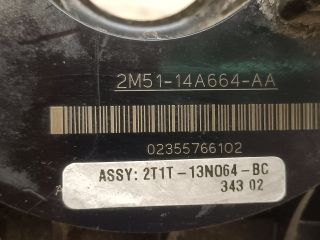 2M51-14A664-AA
02355766102
ASSY: 2T1T-13N064-BC
343 02